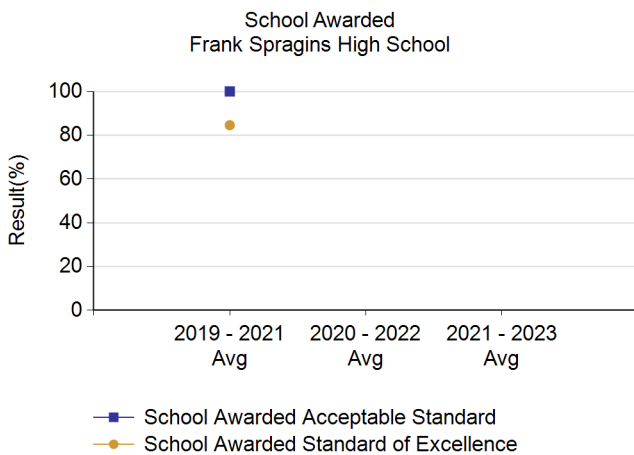 School Awarded
Frank Spragins High School
Result(%)
100
80
60
40
20
0
2019 - 2021 2020 - 2022 2021 - 2023
Avg Avg Avg
School Awarded Acceptable Standard
School Awarded Standard of Excellence